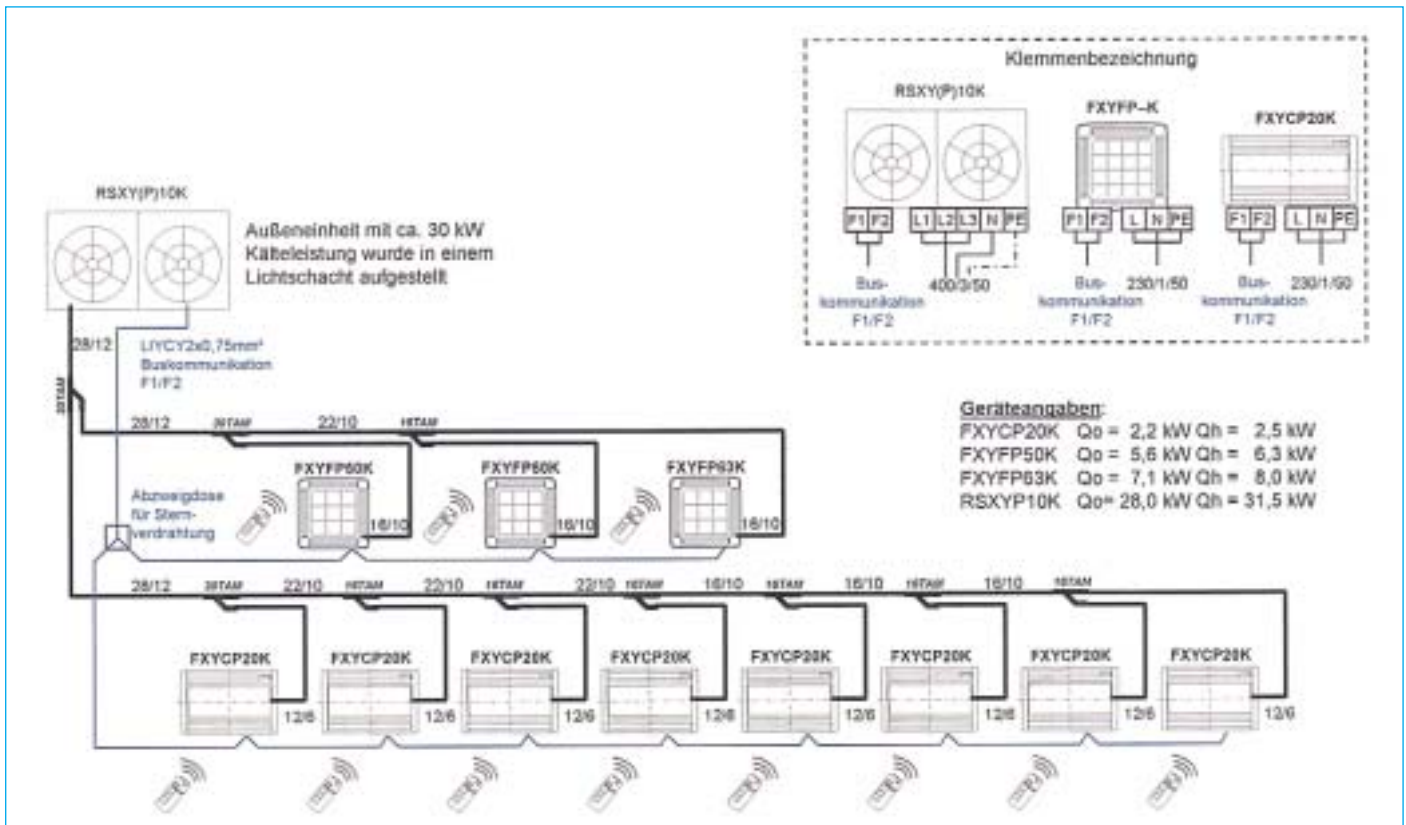 Klemmenbezeichnung
RSXY(P)10K
FXYFP–K
FXYCP20K
F1 F2
L1 L2 L3 N PE
F1 F2
L N PE
F1 F2
L N PE
Bus-
kommunikation
F1/F2
400/3/50
Bus-
kommunikation
F1/F2
230/1/50
Bus-
kommunikation
F1/F2
230/1/50
RSXY(P)10K
Außeneinheit mit ca. 30 kW
Kälteleistung wurde in einem
Lichtschacht aufgestellt
28/12
LIYCY2x0,75mm²
Buskommunikation
F1/F2
28/12
22/10
16TAM
Geräteangaben:
FXYCP20K Qo = 2,2 kW Qh = 2,5 kW
FXYFP50K Qo = 5,6 kW Qh = 6,3 kW
FXYFP63K Qo = 7,1 kW Qh = 8,0 kW
RSXYP10K Qo= 28,0 kW Qh = 31,5 kW
FXYFP50K
FXYFP50K
FXYFP63K
16/10
16/10
16/10
Abzweigdose
für Stern-
verdrahtung
28/12
22/10
16TAM
22/10
16TAM
22/10
16TAM
16/10
16TAM
16/10
16TAM
16/10
16TAM
FXYCP20K
FXYCP20K
FXYCP20K
FXYCP20K
FXYCP20K
FXYCP20K
FXYCP20K
FXYCP20K
12/6
12/6
12/6
12/6
12/6
12/6
12/6
12/6